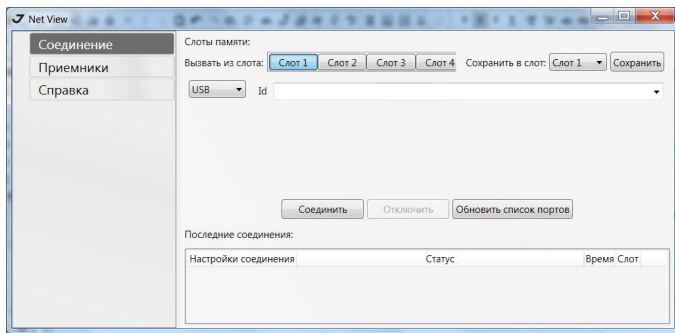 Net View
Соединение
Приемники
Справка
Слоты памяти:
Вызвать из слота: Слот 1 Слот 2 Слот 3 Слот 4 Сохранить в слот: Слот 1 Сохранить
USB Id
Соединить Отключить Обновить список портов
Последние соединения:
Настройки соединения Статус Время Слот